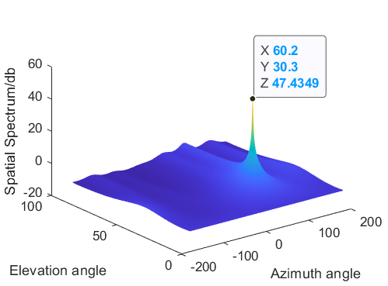 X 60.2
Y 30.3
Z 47.4349
60
40
20
0
-20
Spatial Spectrum/db
100
50
0
Elevation angle
-200
-100
0
100
200
Azimuth angle